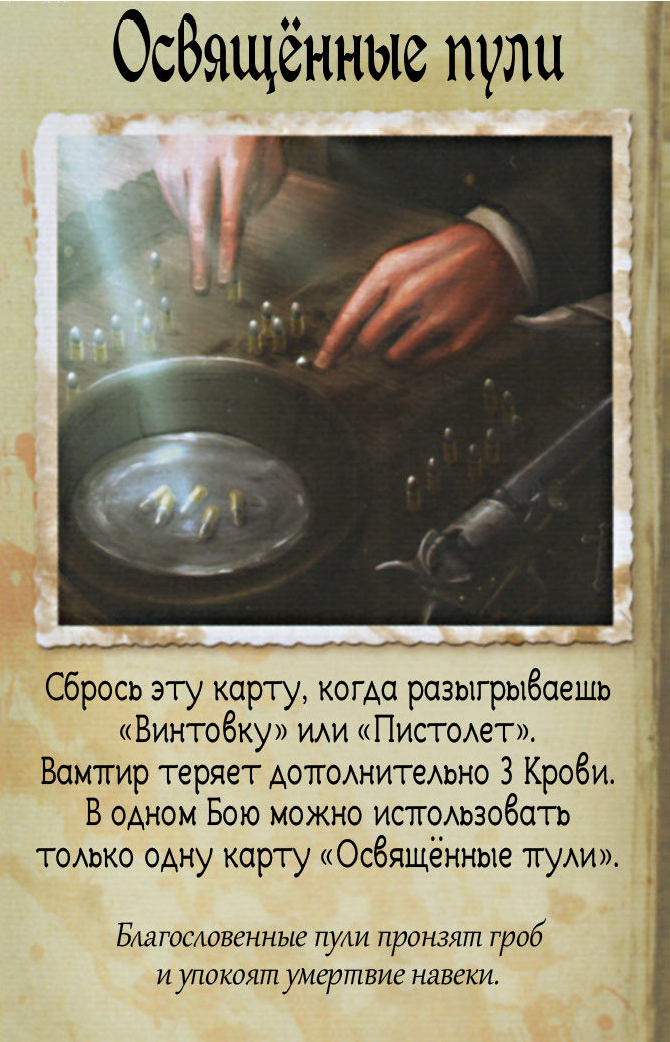 Освящённые пули
Сбрось эту карту, когда разыгрываешь
«Винтовку» или «Пистолет».
Вампир теряет дополнительно 3 Крови.
В одном Бою можно использовать
только одну карту «Освящённые пули».
Благословенные пули пронзят гроб
и упокоят умертвие навеки.